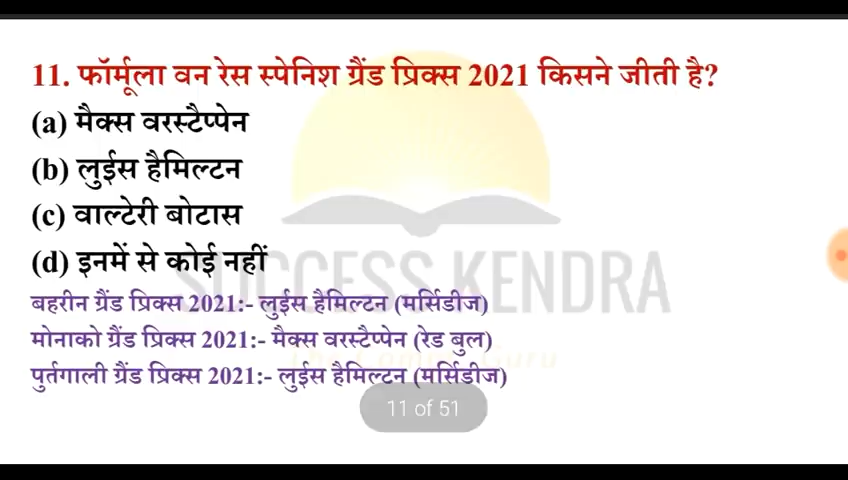 11. फॉर्मूला वन रेस स्पेनिश ग्रैंड प्रिक्स 2021 किसने जीती है?
(a) मैक्स वरस्टैप्पेन
(b) लुईस हैमिल्टन
(c) वाल्टेरी बोटास
(d) इनमें से कोई नहीं
SUCCESS KENDRA
बहरीन ग्रैंड प्रिक्स 2021:- लुईस हैमिल्टन (मर्सिडीज)
मोनाको ग्रैंड प्रिक्स 2021:- मैक्स वरस्टैप्पेन (रेड बुल)
पुर्तगाली ग्रैंड प्रिक्स 2021:- लुईस हैमिल्टन (मर्सिडीज)
11 of 51